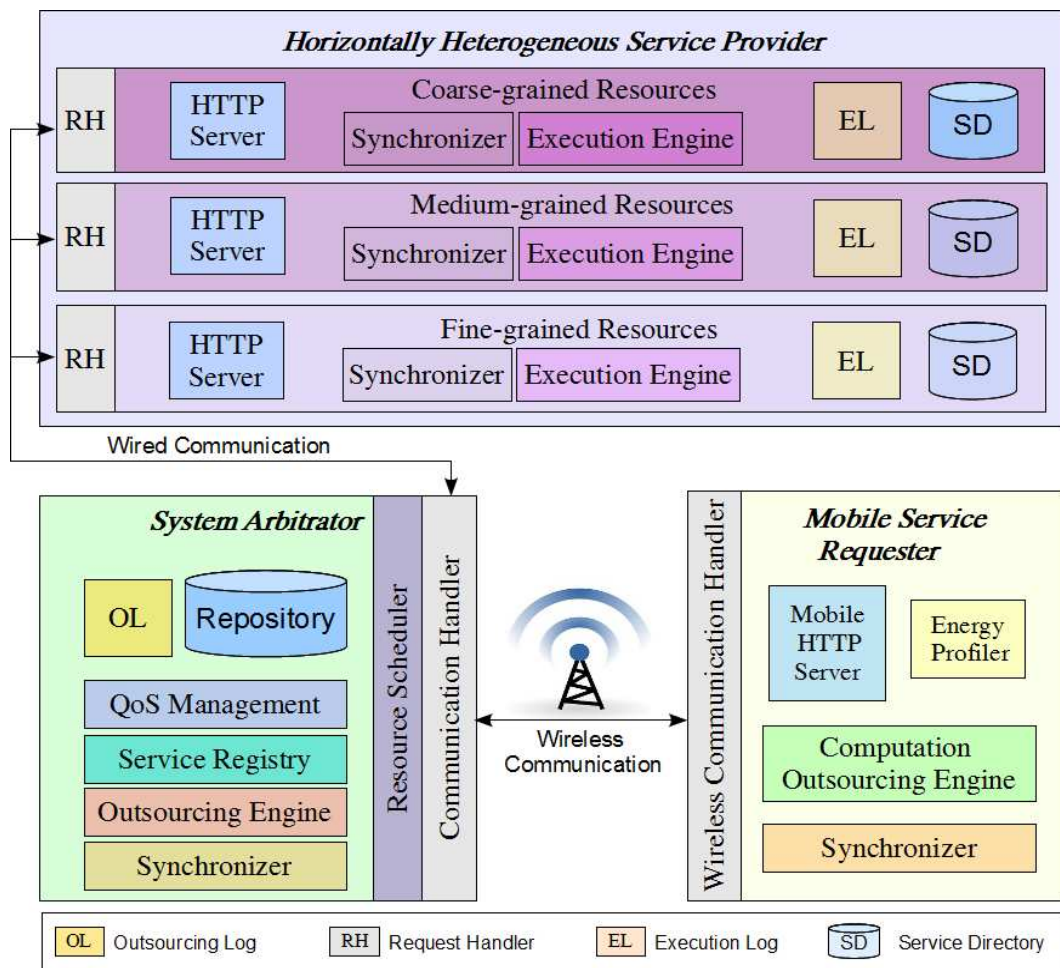 Horizontally Heterogeneous Service Provider
RH
HTTP
Server
Coarse-grained Resources
Synchronizer
Execution Engine
EL
SD
RH
HTTP
Server
Medium-grained Resources
Synchronizer
Execution Engine
EL
SD
RH
HTTP
Server
Fine-grained Resources
Synchronizer
Execution Engine
EL
SD
Wired Communication
System Arbitrator
OL
Repository
QoS Management
Service Registry
Outsourcing Engine
Synchronizer
Resource Scheduler
Communication Handler
Wireless
Communication
Wireless Communication Handler
Mobile Service
Requester
Mobile
HTTP
Server
Energy
Profiler
Computation
Outsourcing Engine
Synchronizer
OL Outsourcing Log
RH Request Handler
EL Execution Log
SD Service Directory